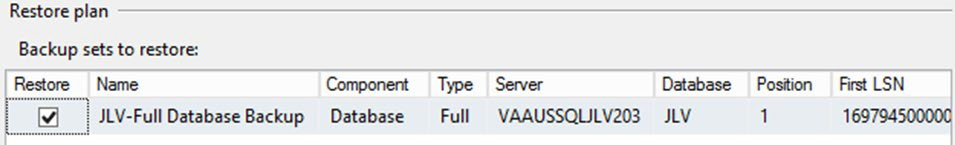 Restore plan
Backup sets to restore:
Restore Name Component Type Server Database Position First LSN
JLV-Full Database Backup Database Full VAAUSSQLJLV203 JLV 1 169794500000